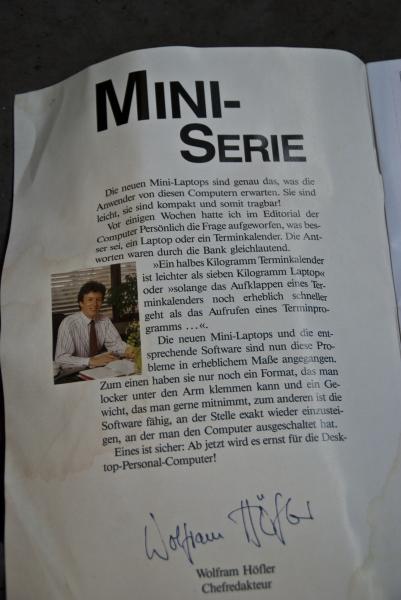 MINI-
SERIE
Die neuen Mini-Laptops sind genau das, was die
Anwender von diesen Computern erwarten. Sie sind
leicht, sie sind kompakt und somit tragbar!
Vor einigen Wochen hatte ich im Editorial der
Computer Persönlich die Frage aufgeworfen, was bes-
ser sei, ein Laptop oder ein Terminkalender. Die Ant-
worten waren durch die Bank gleichlautend.
»Ein halbes Kilogramm Terminkalender
ist leichter als sieben Kilogramm Laptop«
oder »solange das Aufklappen eines Ter-
minkalenders noch erheblich schneller
geht als das Aufrufen eines Terminpro-
gramms ...«.
Die neuen Mini-Laptops und die ent-
sprechende Software sind nun diese Pro-
bleme in erheblichem Maße angegangen.
Zum einen haben sie nur noch ein Format, das man
locker unter den Arm klemmen kann und ein Ge-
wicht, das man gerne mitnimmt, zum anderen ist die
Software fähig, an der Stelle exakt wieder einzustei-
gen, an der man den Computer ausgeschaltet hat.
Eines ist sicher: Ab jetzt wird es ernst für die Desk-
top-Personal-Computer!
Wolfram Höfler
Wolfram Höfler
Chefredakteur